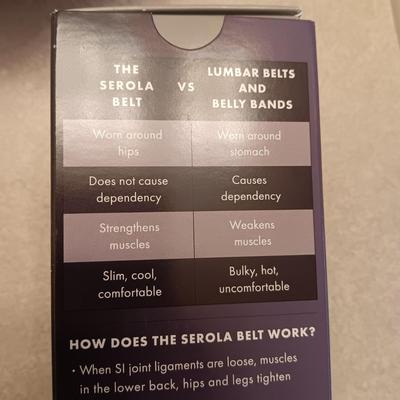 THE
SEROLA
BELT
VS
LUMBAR BELTS
AND
BELLY BANDS
Worn around
hips
Worn around
stomach
Does not cause
dependency
Causes
dependency
Strengthens
muscles
Weakens
muscles
Slim, cool,
comfortable
Bulky, hot,
uncomfortable
HOW DOES THE SEROLA BELT WORK?
• When SI joint ligaments are loose, muscles
in the lower back, hips and legs tighten